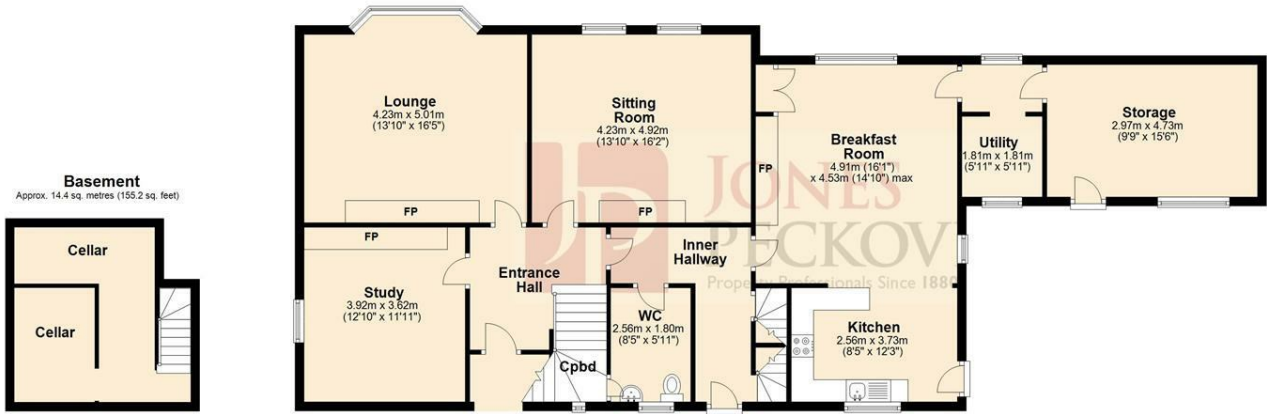 Basement
Approx. 14.4 sq. metres (155.2 sq. feet)
Cellar
Cellar
Lounge
4.23m x 5.01m
(13'10" x 16'5")
FP
Sitting
Room
4.23m x 4.92m
(13'10" x 16'2")
FP
Breakfast
Room
4.91m (16'1")
x 4.53m (14'10") max
FP
Utility
1.81m x 1.81m
(5'11" x 5'11")
Storage
2.97m x 4.73m
(9'9" x 15'6")
FP
Study
3.92m x 3.62m
(12'10" x 11'11")
Entrance
Hall
Inner
Hallway
WC
2.56m x 1.80m
(8'5" x 5'11")
Cpbd
Kitchen
2.56m x 3.73m
(8'5" x 12'3")
JP
JONES
PECKOV
Property Professionals Since 1880